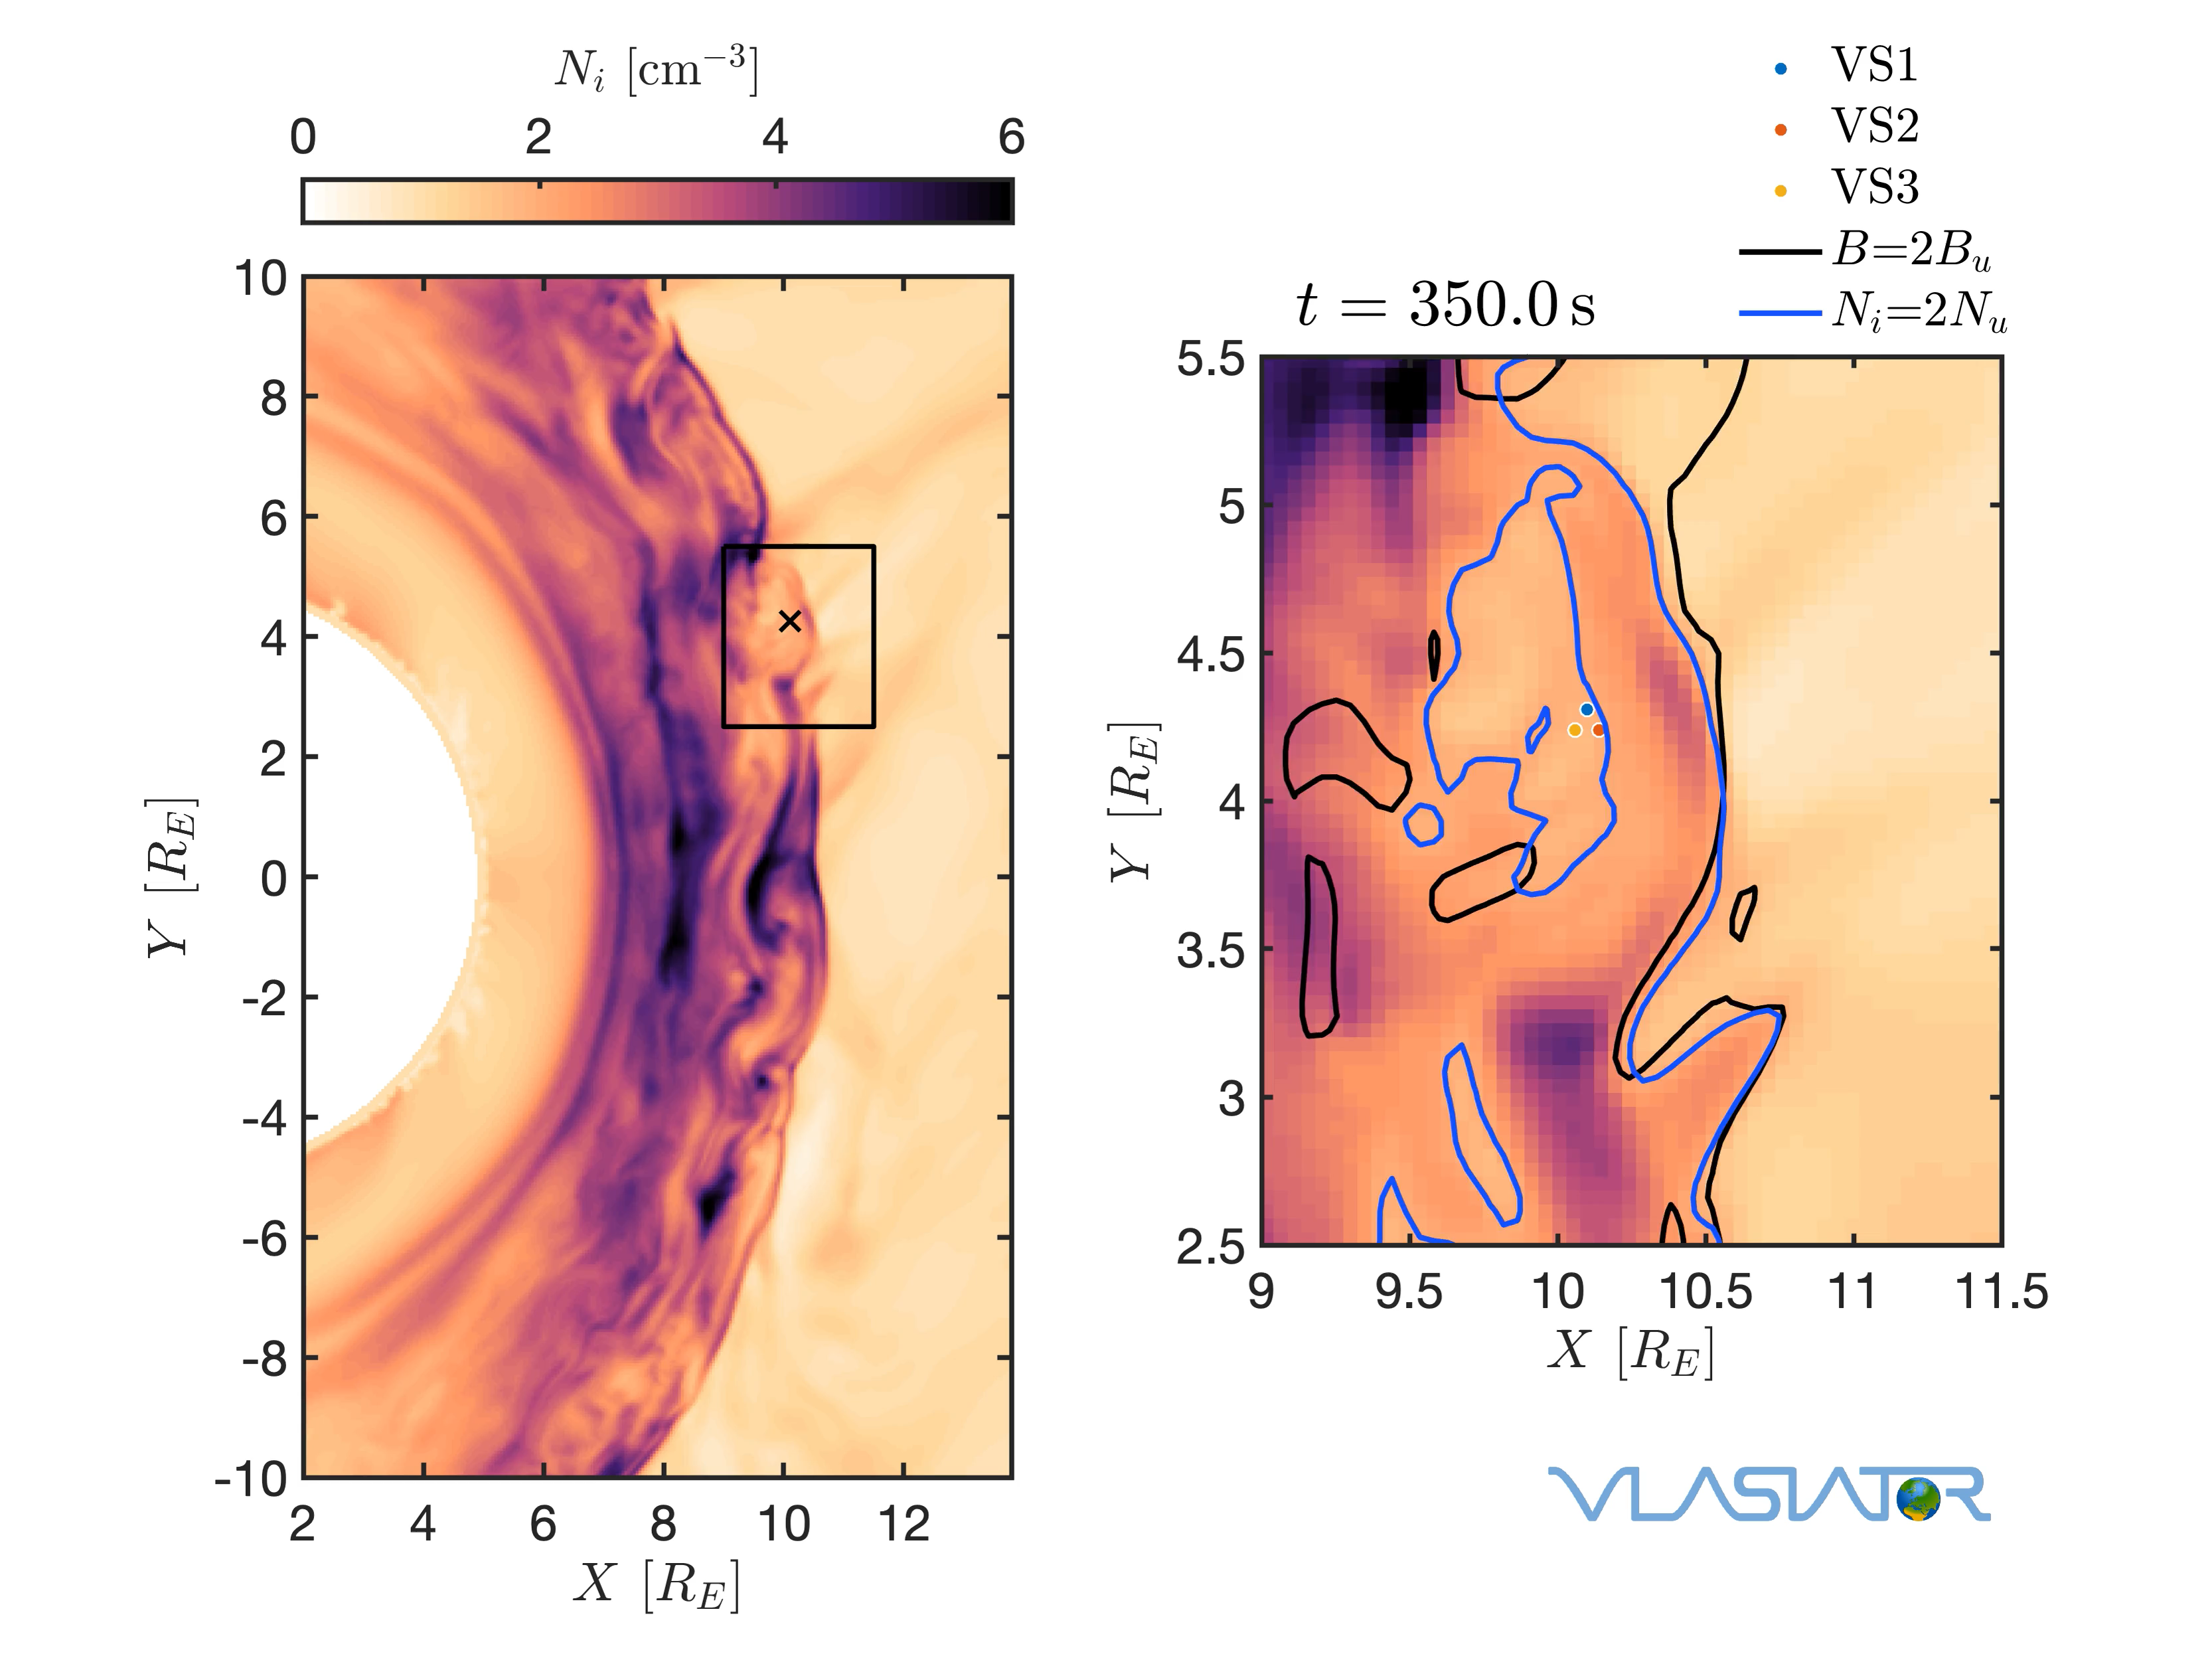 N_i [cm^{-3}]
0 2 4 6
10
8
6
4
2
0
-2
-4
-6
-8
-10
Y [R_E]
2 4 6 8 10 12
X [R_E]
VS1
VS2
VS3
B=2B_u
N_i=2N_u
t = 350.0 s
5.5
5
4.5
4
3.5
3
2.5
Y [R_E]
9 9.5 10 10.5 11 11.5
X [R_E]
VLASIATOR